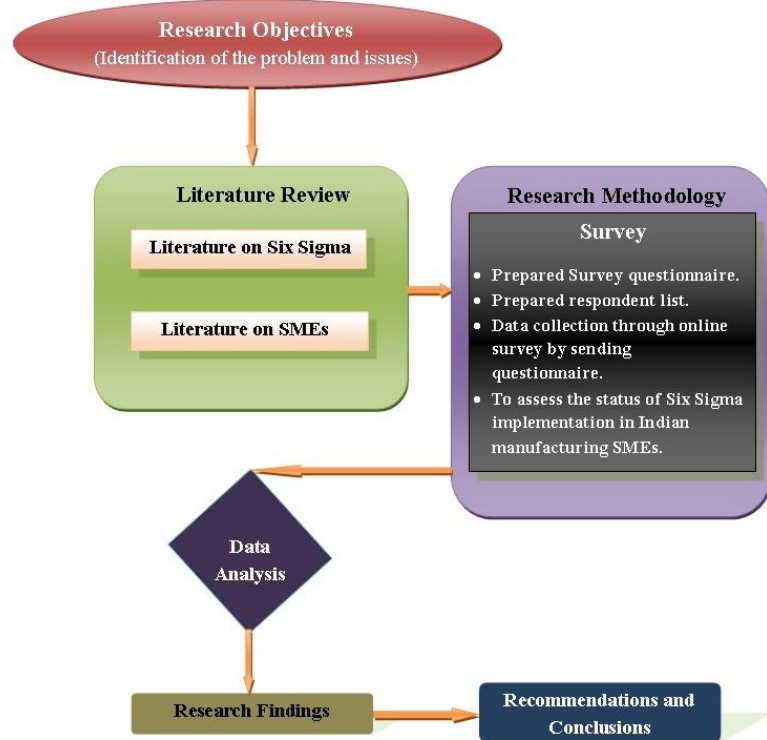 Research Objectives
(Identification of the problem and issues)
Literature Review
Literature on Six Sigma
Literature on SMEs
Research Methodology
Survey
• Prepared Survey questionnaire.
• Prepared respondent list.
• Data collection through online
survey by sending
questionnaire.
• To assess the status of Six Sigma
implementation in Indian
manufacturing SMEs.
Data
Analysis
Research Findings
Recommendations and
Conclusions